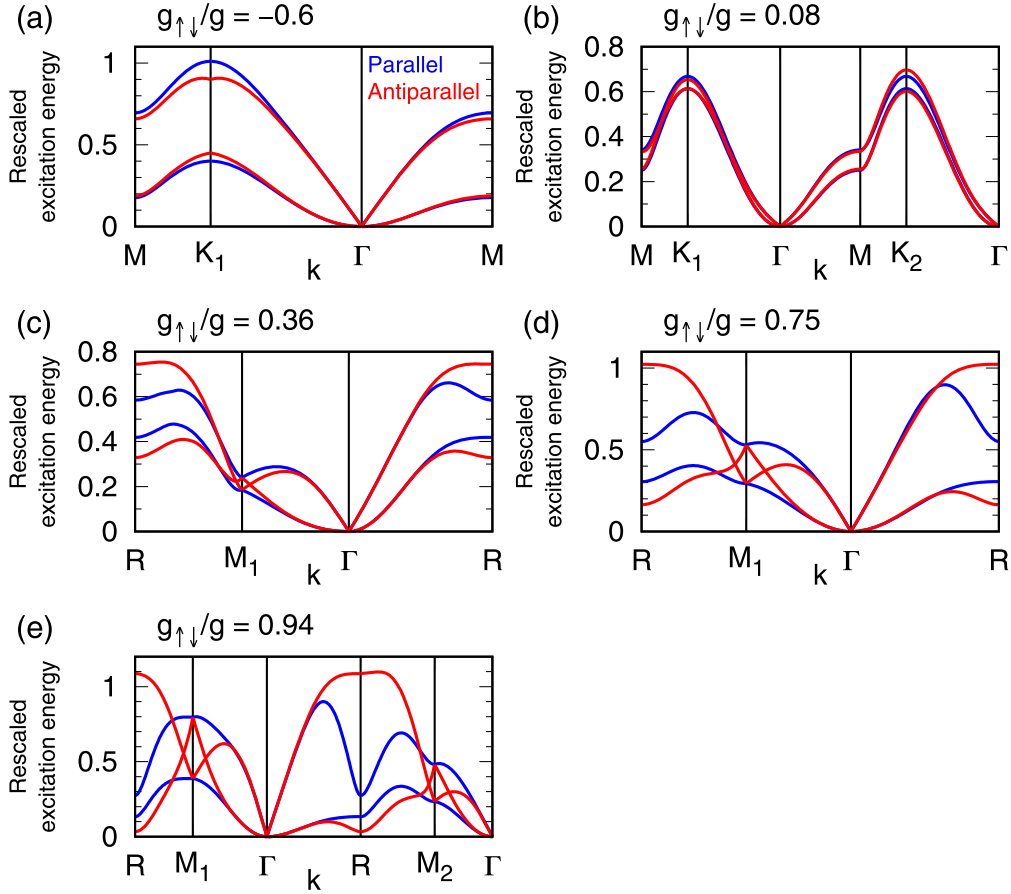 (a) g↑↓/g = −0.6
Rescaled
excitation energy
1
0.5
0
Parallel
Antiparallel
M K1 Γ M
k
(b) g↑↓/g = 0.08
Rescaled
excitation energy
0.8
0.6
0.4
0.2
0
M K1 Γ M K2 Γ
k
(c) g↑↓/g = 0.36
Rescaled
excitation energy
0.8
0.6
0.4
0.2
0
R M1 Γ R
k
(d) g↑↓/g = 0.75
Rescaled
excitation energy
1
0.5
0
R M1 Γ R
k
(e) g↑↓/g = 0.94
Rescaled
excitation energy
1
0.5
0
R M1 Γ R M2 Γ
k